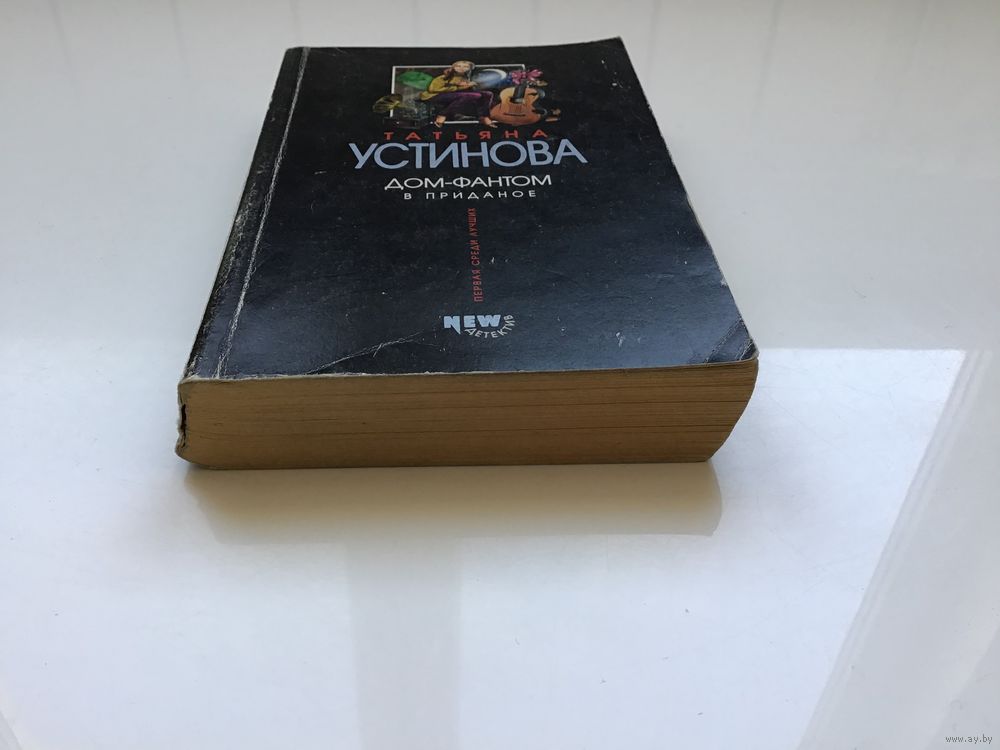 ТАТЬЯНА
УСТИНОВА
ДОМ-ФАНТОМ
В ПРИДАНОЕ
ПЕРВАЯ СРЕДИ ЛУЧШИХ
NEW
ДЕТЕКТИВ
www.ay.by